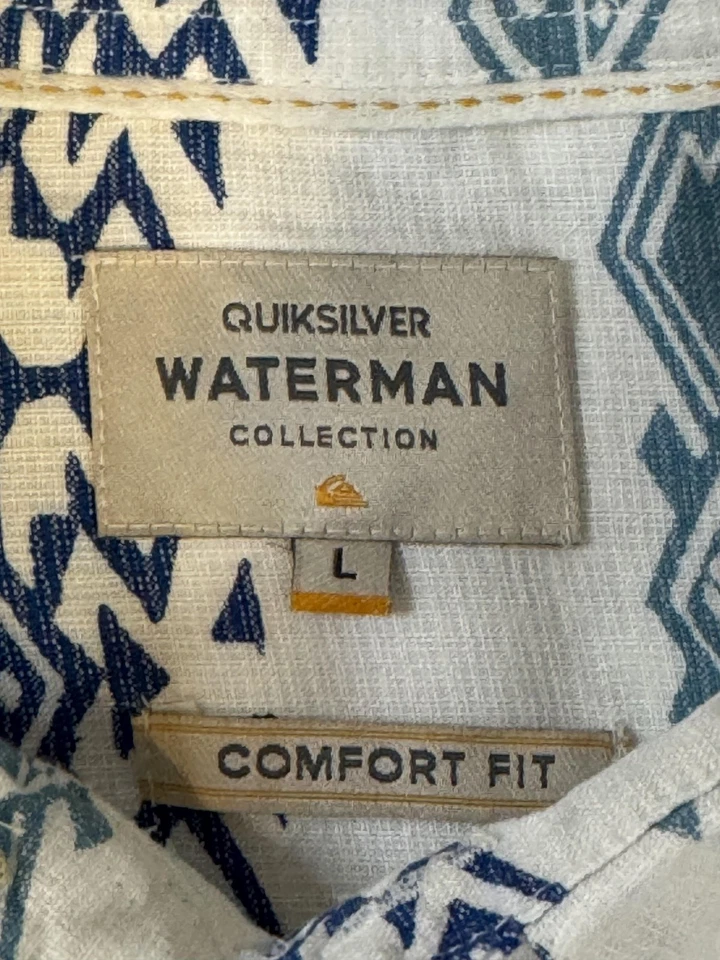 QUIKSILVER
WATERMAN
COLLECTION
L
COMFORT FIT